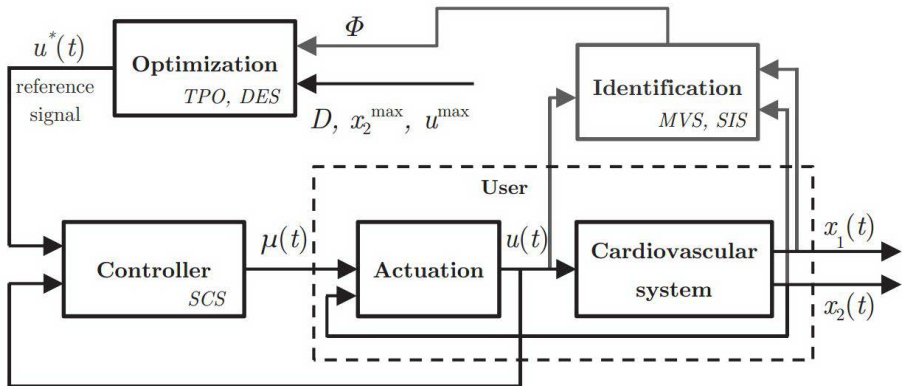 u*(t)
reference
signal
Optimization
TPO, DES
Φ
D, x₂ᵐᵃˣ, uᵐᵃˣ
Identification
MVS, SIS
User
Controller
SCS
μ(t)
Actuation
u(t)
Cardiovascular
system
x₁(t)
x₂(t)